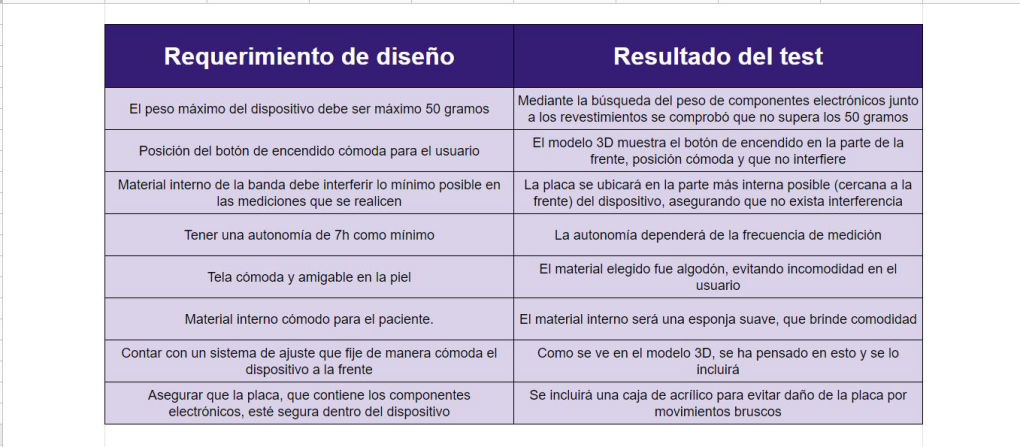 Requerimiento de diseño
Resultado del test
El peso máximo del dispositivo debe ser máximo 50 gramos
Mediante la búsqueda del peso de componentes electrónicos junto
a los revestimientos se comprobó que no supera los 50 gramos
Posición del botón de encendido cómoda para el usuario
El modelo 3D muestra el botón de encendido en la parte de la
frente, posición cómoda y que no interfiere
Material interno de la banda debe interferir lo mínimo posible en
las mediciones que se realicen
La placa se ubicará en la parte más interna posible (cercana a la
frente) del dispositivo, asegurando que no exista interferencia
Tener una autonomía de 7h como mínimo
La autonomía dependerá de la frecuencia de medición
Tela cómoda y amigable en la piel
El material elegido fue algodón, evitando incomodidad en el
usuario
Material interno cómodo para el paciente.
El material interno será una esponja suave, que brinde comodidad
Contar con un sistema de ajuste que fije de manera cómoda el
dispositivo a la frente
Como se ve en el modelo 3D, se ha pensado en esto y se lo
incluirá
Asegurar que la placa, que contiene los componentes
electrónicos, esté segura dentro del dispositivo
Se incluirá una caja de acrílico para evitar daño de la placa por
movimientos bruscos